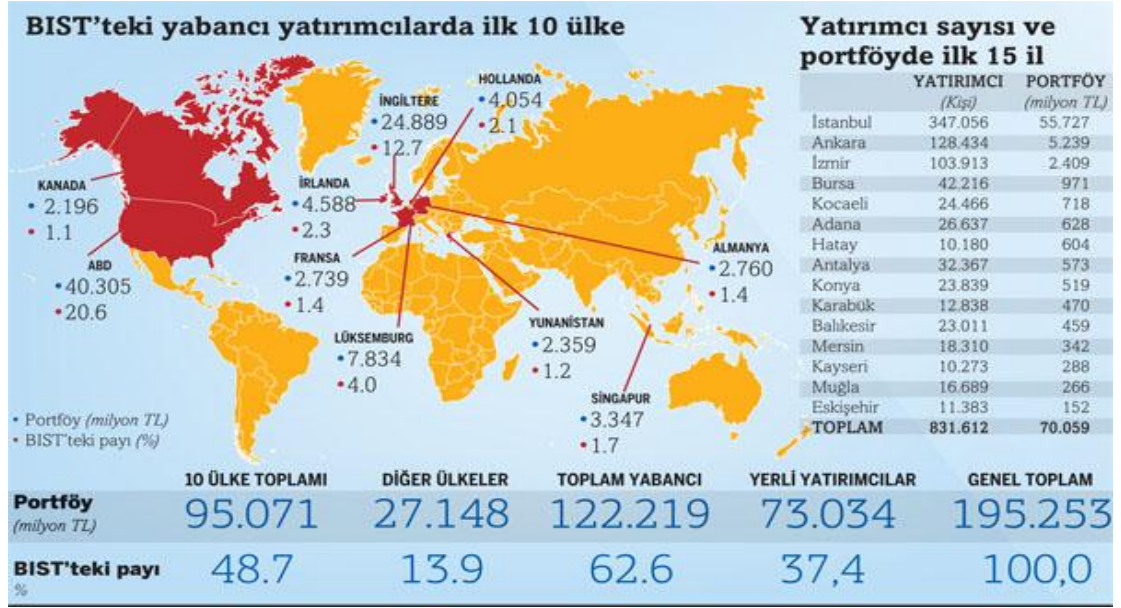 BIST'teki yabancı yatırımcılarda ilk 10 ülke
HOLLANDA
• 4.054
• 2.1
İNGİLTERE
• 24.889
• 12.7
KANADA
• 2.196
• 1.1
İRLANDA
• 4.588
• 2.3
ABD
• 40.305
• 20.6
FRANSA
• 2.739
• 1.4
ALMANYA
• 2.760
• 1.4
LÜKSEMBURG
• 7.834
• 4.0
YUNANİSTAN
• 2.359
• 1.2
SİNGAPUR
• 3.347
• 1.7
• Portföy (milyon TL)
• BIST'teki payı (%)
Yatırımcı sayısı ve
portföyde ilk 15 il
YATIRIMCI PORTFÖY
(Kişi) (milyon TL)
İstanbul 347.056 55.727
Ankara 128.434 5.239
İzmir 103.913 2.409
Bursa 42.216 971
Kocaeli 24.466 718
Adana 26.637 628
Hatay 10.180 604
Antalya 32.367 573
Konya 23.839 519
Karabük 12.838 470
Balıkesir 23.011 459
Mersin 18.310 342
Kayseri 10.273 288
Muğla 16.689 266
Eskişehir 11.383 152
TOPLAM 831.612 70.059
10 ÜLKE TOPLAMI DİĞER ÜLKELER TOPLAM YABANCI YERLİ YATIRIMCILAR GENEL TOPLAM
Portföy
(milyon TL)
95.071 27.148 122.219 73.034 195.253
BIST'teki payı
%
48.7 13.9 62.6 37,4 100,0